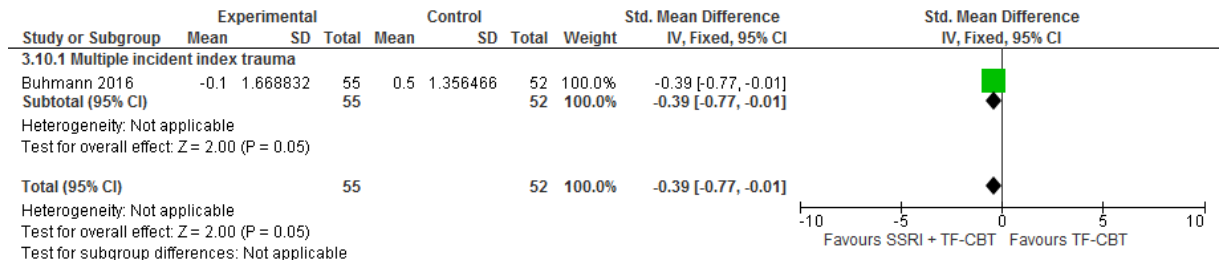 Experimental Control Std. Mean Difference Std. Mean Difference
Study or Subgroup Mean SD Total Mean SD Total Weight IV, Fixed, 95% CI IV, Fixed, 95% CI
3.10.1 Multiple incident index trauma
Buhmann 2016 -0.1 1.668832 55 0.5 1.356466 52 100.0% -0.39 [-0.77, -0.01]
Subtotal (95% CI) 55 52 100.0% -0.39 [-0.77, -0.01]
Heterogeneity: Not applicable
Test for overall effect: Z = 2.00 (P = 0.05)
Total (95% CI) 55 52 100.0% -0.39 [-0.77, -0.01]
Heterogeneity: Not applicable
Test for overall effect: Z = 2.00 (P = 0.05)
Test for subgroup differences: Not applicable
-10 -5 0 5 10
Favours SSRI + TF-CBT Favours TF-CBT